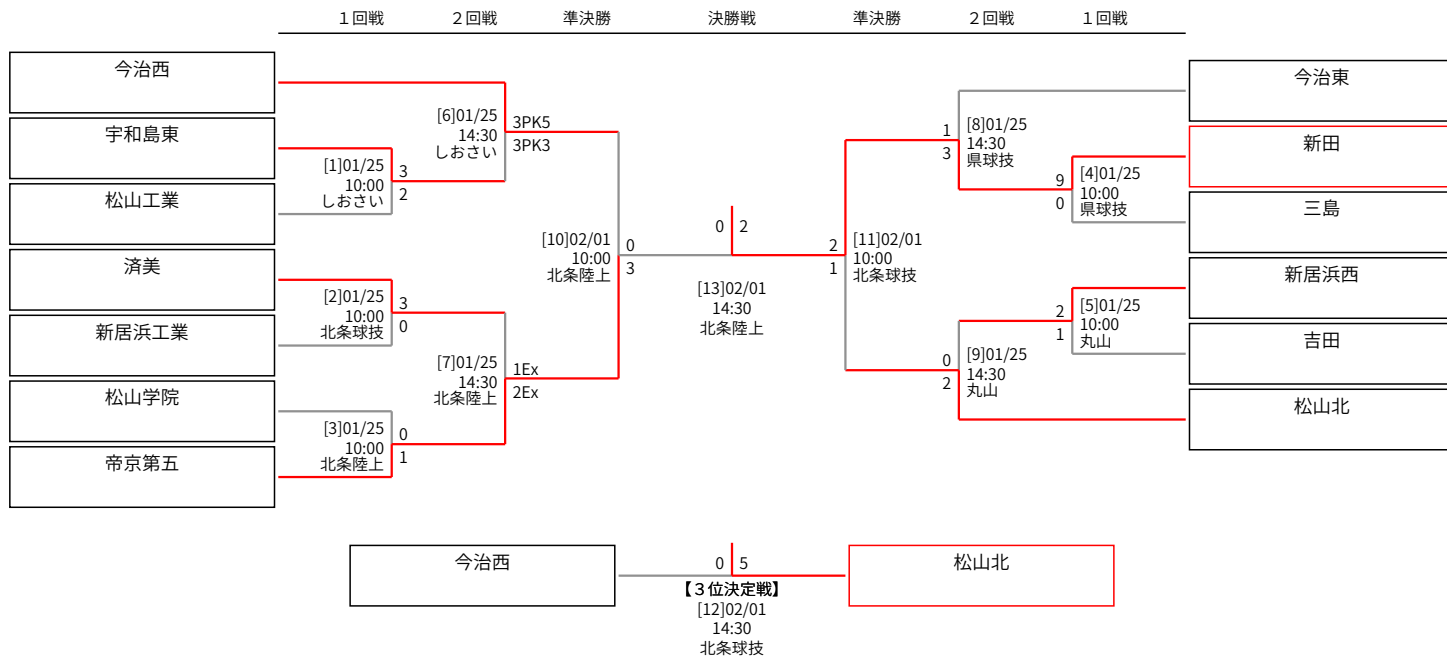 １回戦 ２回戦 準決勝 決勝戦 準決勝 ２回戦 １回戦
今治西
宇和島東
松山工業
済美
新居浜工業
松山学院
帝京第五
[1]01/25
10:00
しおさい
3
2
[2]01/25
10:00
北条球技
3
0
[3]01/25
10:00
北条陸上
0
1
[6]01/25
14:30
しおさい
3PK5
3PK3
[7]01/25
14:30
北条陸上
1Ex
2Ex
[10]02/01
10:00
北条陸上
0
3
0 2
[13]02/01
14:30
北条陸上
2
1
[11]02/01
10:00
北条球技
1
3
[8]01/25
14:30
県球技
0
2
[9]01/25
14:30
丸山
9
0
[4]01/25
10:00
県球技
2
1
[5]01/25
10:00
丸山
今治東
新田
三島
新居浜西
吉田
松山北
今治西
0 5
松山北
【３位決定戦】
[12]02/01
14:30
北条球技